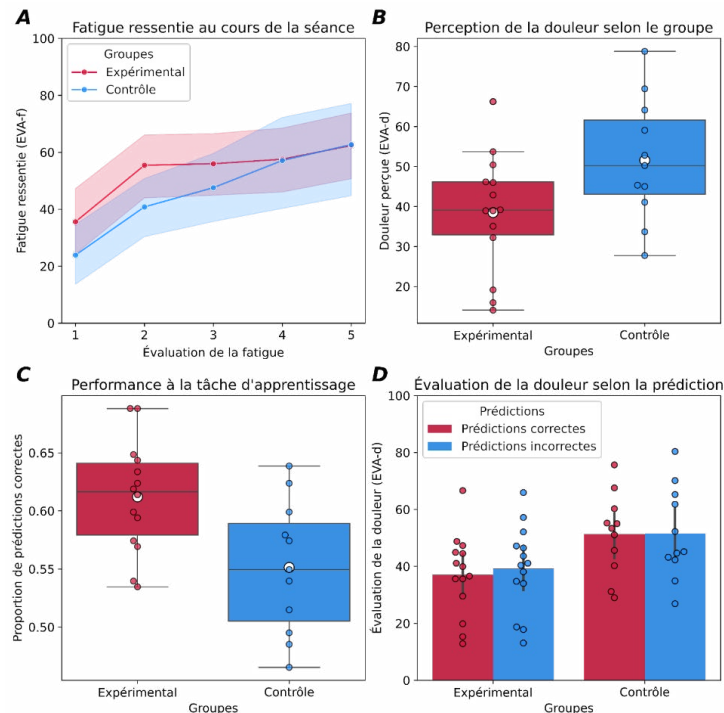 A
Fatigue ressentie au cours de la séance
100
80
60
40
20
0
Fatigue ressentie (EVA-f)
Groupes
Expérimental
Contrôle
1 2 3 4 5
Évaluation de la fatigue
B
Perception de la douleur selon le groupe
80
70
60
50
40
30
20
Douleur perçue (EVA-d)
Expérimental Contrôle
Groupes
C
Performance à la tâche d'apprentissage
0.65
0.60
0.55
0.50
Proportion de prédictions correctes
Expérimental Contrôle
Groupes
D
Évaluation de la douleur selon la prédiction
100
80
60
40
20
0
Évaluation de la douleur (EVA-d)
Prédictions
Prédictions correctes
Prédictions incorrectes
Expérimental Contrôle
Groupes